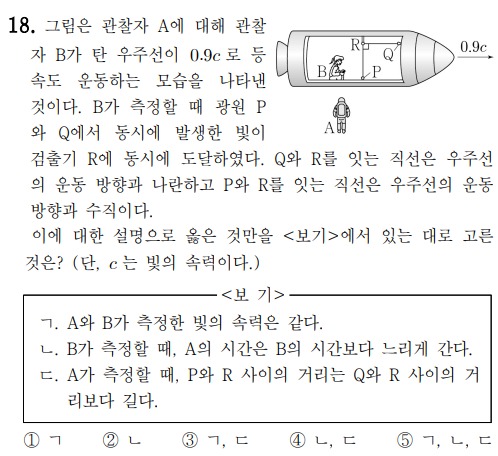 18. 그림은 관찰자 A에 대해 관찰
자 B가 탄 우주선이 0.9c로 등
속도 운동하는 모습을 나타낸
것이다. B가 측정할 때 광원 P
와 Q에서 동시에 발생한 빛이
검출기 R에 동시에 도달하였다. Q와 R를 잇는 직선은 우주선
의 운동 방향과 나란하고 P와 R를 잇는 직선은 우주선의 운동
방향과 수직이다.
R
Q
B
P
0.9c
A
이에 대한 설명으로 옳은 것만을 <보기>에서 있는 대로 고른
것은? (단, c는 빛의 속력이다.)
<보 기>
ㄱ. A와 B가 측정한 빛의 속력은 같다.
ㄴ. B가 측정할 때, A의 시간은 B의 시간보다 느리게 간다.
ㄷ. A가 측정할 때, P와 R 사이의 거리는 Q와 R 사이의 거
리보다 길다.
① ㄱ ② ㄴ ③ ㄱ, ㄷ ④ ㄴ, ㄷ ⑤ ㄱ, ㄴ, ㄷ